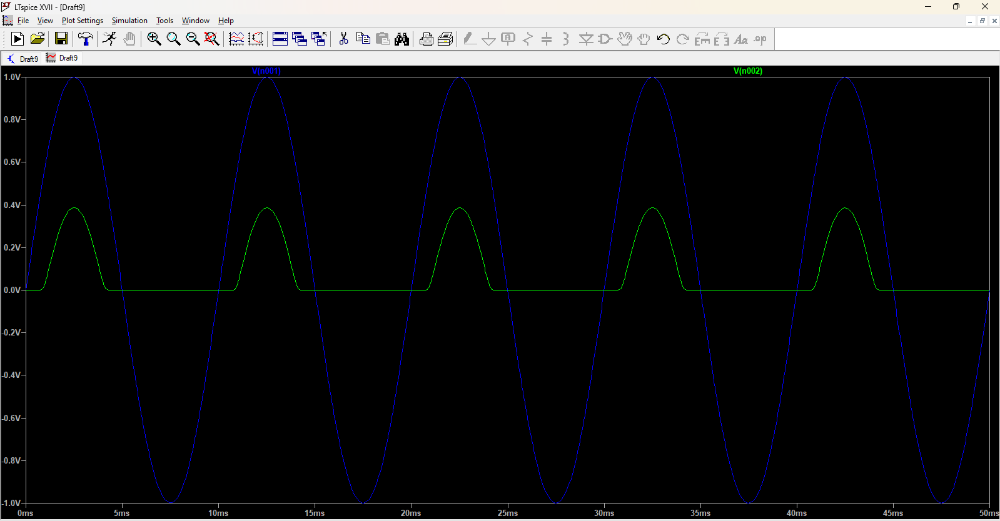 LTspice XVII - [Draft9]
File View Plot Settings Simulation Tools Window Help
Draft9 Draft9
V(n001) V(n002)
1.0V
0.8V
0.6V
0.4V
0.2V
0.0V
-0.2V
-0.4V
-0.6V
-0.8V
-1.0V
0ms 5ms 10ms 15ms 20ms 25ms 30ms 35ms 40ms 45ms 50ms